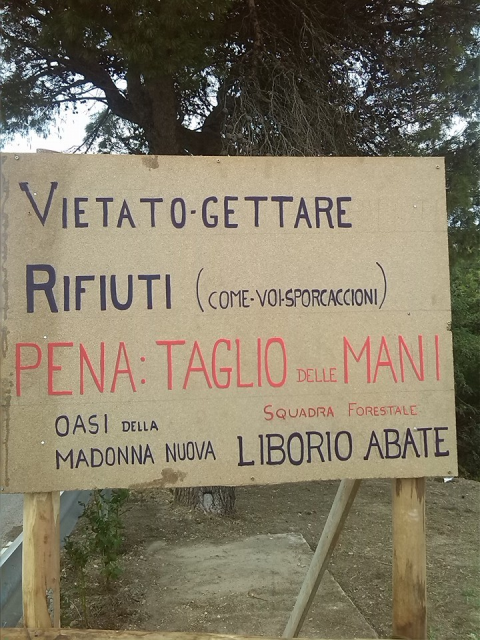 VIETATO-GETTARE
RIFIUTI (COME-VOI-SPORCACCIONI)
PENA: TAGLIO DELLE MANI
OASI DELLA
MADONNA NUOVA
SQUADRA FORESTALE
LIBORIO ABATE